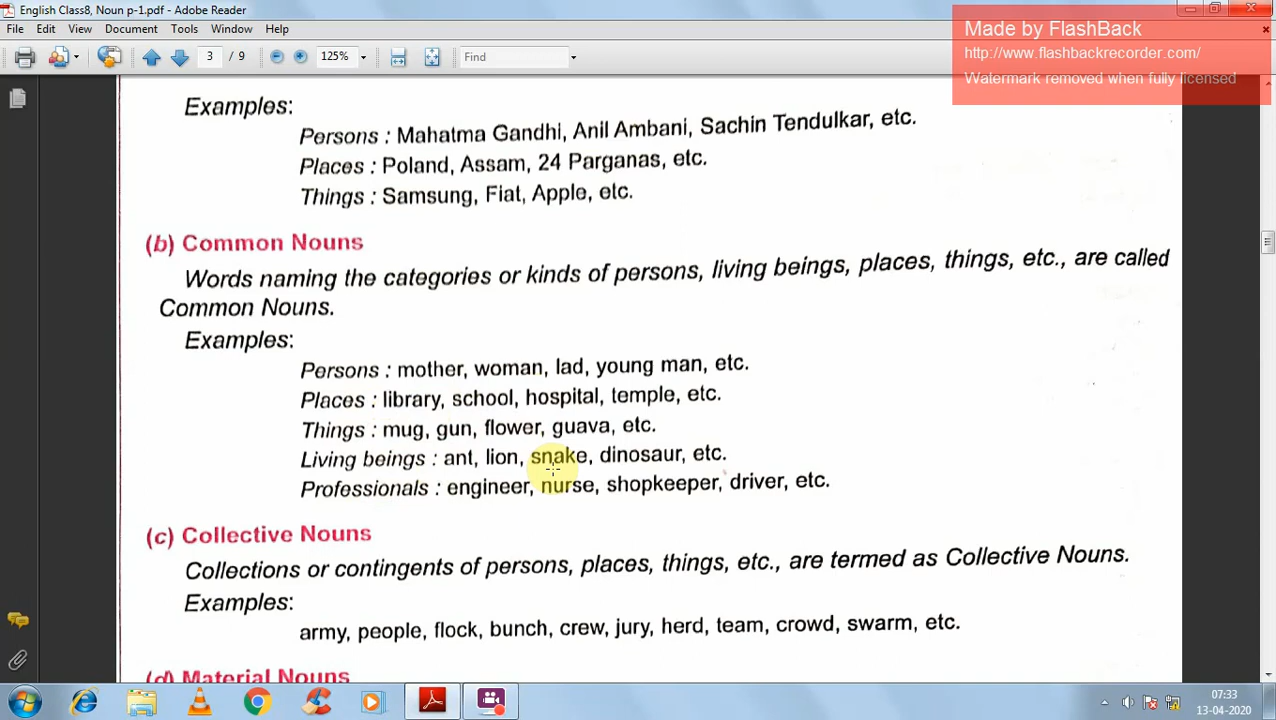 English Class8, Noun p-1.pdf - Adobe Reader
File Edit View Document Tools Window Help
3 / 9 125% Find
Made by FlashBack
http://www.flashbackrecorder.com/
Watermark removed when fully licensed
Examples:
Persons : Mahatma Gandhi, Anil Ambani, Sachin Tendulkar, etc.
Places : Poland, Assam, 24 Parganas, etc.
Things : Samsung, Fiat, Apple, etc.
(b) Common Nouns
Words naming the categories or kinds of persons, living beings, places, things, etc., are called
Common Nouns.
Examples:
Persons : mother, woman, lad, young man, etc.
Places : library, school, hospital, temple, etc.
Things : mug, gun, flower, guava, etc.
Living beings : ant, lion, snake, dinosaur, etc.
Professionals : engineer, nurse, shopkeeper, driver, etc.
(c) Collective Nouns
Collections or contingents of persons, places, things, etc., are termed as Collective Nouns.
Examples:
army, people, flock, bunch, crew, jury, herd, team, crowd, swarm, etc.
(d) Material Nouns
07:33
13-04-2020